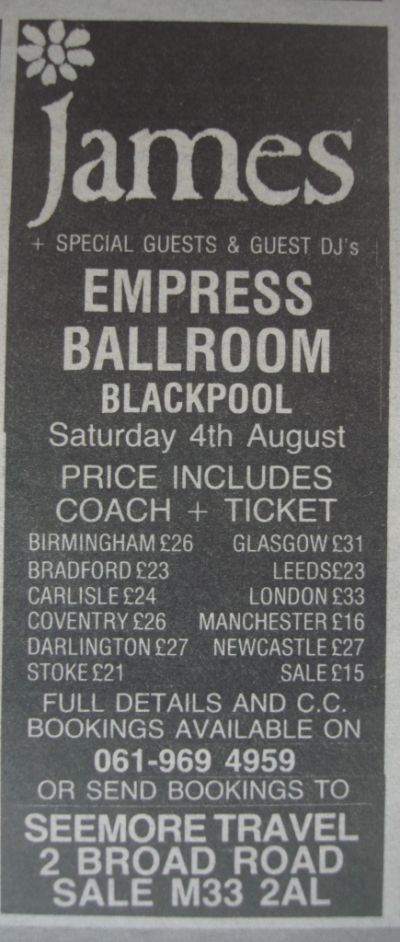 James
+ SPECIAL GUESTS & GUEST DJ's
EMPRESS
BALLROOM
BLACKPOOL
Saturday 4th August
PRICE INCLUDES
COACH + TICKET
BIRMINGHAM £26 GLASGOW £31
BRADFORD £23 LEEDS £23
CARLISLE £24 LONDON £33
COVENTRY £26 MANCHESTER £16
DARLINGTON £27 NEWCASTLE £27
STOKE £21 SALE £15
FULL DETAILS AND C.C.
BOOKINGS AVAILABLE ON
061-969 4959
OR SEND BOOKINGS TO
SEEMORE TRAVEL
2 BROAD ROAD
SALE M33 2AL